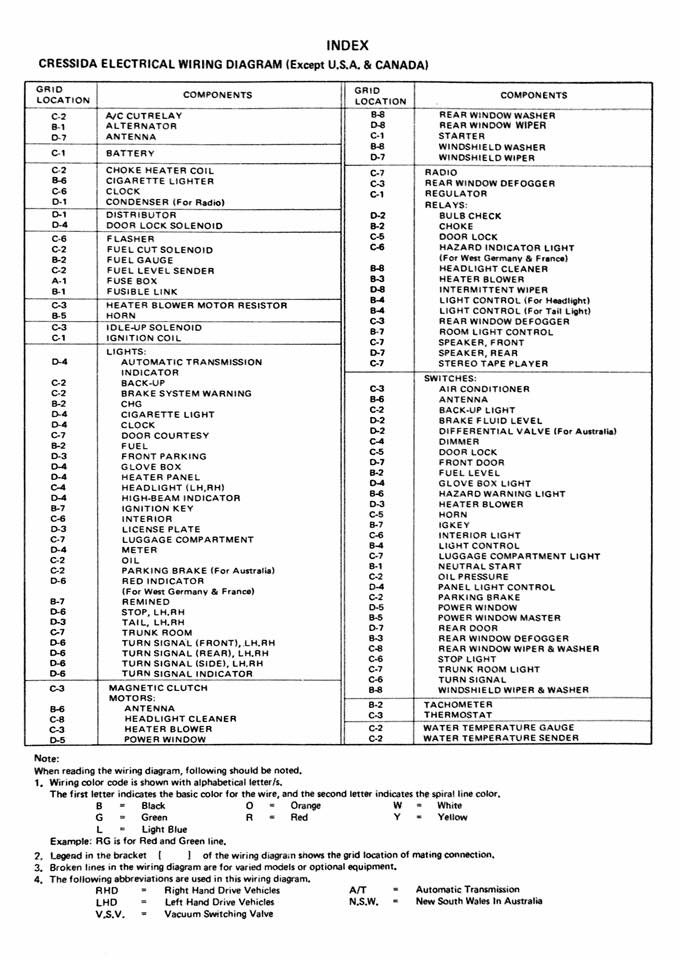 INDEX
CRESSIDA ELECTRICAL WIRING DIAGRAM (Except U.S.A. & CANADA)
GRID LOCATION COMPONENTS
C-2 A/C CUTRELAY
B-1 ALTERNATOR
D-7 ANTENNA
C-1 BATTERY
C-2 CHOKE HEATER COIL
B-6 CIGARETTE LIGHTER
C-6 CLOCK
D-1 CONDENSER (For Radio)
D-1 DISTRIBUTOR
D-4 DOOR LOCK SOLENOID
C-6 FLASHER
C-2 FUEL CUT SOLENOID
B-2 FUEL GAUGE
C-2 FUEL LEVEL SENDER
A-1 FUSE BOX
B-1 FUSIBLE LINK
C-3 HEATER BLOWER MOTOR RESISTOR
B-5 HORN
C-3 IDLE-UP SOLENOID
C-1 IGNITION COIL
LIGHTS:
D-4 AUTOMATIC TRANSMISSION
INDICATOR
C-2 BACK-UP
C-2 BRAKE SYSTEM WARNING
B-2 CHG
D-4 CIGARETTE LIGHT
D-4 CLOCK
C-7 DOOR COURTESY
B-2 FUEL
D-3 FRONT PARKING
D-4 GLOVE BOX
D-4 HEATER PANEL
C-4 HEADLIGHT (LH,RH)
D-4 HIGH-BEAM INDICATOR
B-7 IGNITION KEY
C-6 INTERIOR
D-3 LICENSE PLATE
C-7 LUGGAGE COMPARTMENT
D-4 METER
C-2 OIL
C-2 PARKING BRAKE (For Australia)
D-6 RED INDICATOR
(For West Germany & France)
B-7 REMINED
D-6 STOP, LH.RH
D-3 TAIL, LH.RH
C-7 TRUNK ROOM
D-6 TURN SIGNAL (FRONT), LH.RH
D-6 TURN SIGNAL (REAR), LH.RH
D-6 TURN SIGNAL (SIDE), LH.RH
D-6 TURN SIGNAL INDICATOR
C-3 MAGNETIC CLUTCH
MOTORS:
B-6 ANTENNA
C-8 HEADLIGHT CLEANER
C-3 HEATER BLOWER
D-5 POWER WINDOW
GRID LOCATION COMPONENTS
B-8 REAR WINDOW WASHER
D-8 REAR WINDOW WIPER
C-1 STARTER
B-8 WINDSHIELD WASHER
D-7 WINDSHIELD WIPER
C-7 RADIO
C-3 REAR WINDOW DEFOGGER
C-1 REGULATOR
RELAYS:
D-2 BULB CHECK
B-2 CHOKE
C-5 DOOR LOCK
C-6 HAZARD INDICATOR LIGHT
(For West Germany & France)
B-8 HEADLIGHT CLEANER
B-3 HEATER BLOWER
D-8 INTERMITTENT WIPER
B-4 LIGHT CONTROL (For Headlight)
B-4 LIGHT CONTROL (For Tail Light)
C-3 REAR WINDOW DEFOGGER
B-7 ROOM LIGHT CONTROL
C-7 SPEAKER, FRONT
D-7 SPEAKER, REAR
C-7 STEREO TAPE PLAYER
SWITCHES:
C-3 AIR CONDITIONER
B-6 ANTENNA
C-2 BACK-UP LIGHT
D-2 BRAKE FLUID LEVEL
D-2 DIFFERENTIAL VALVE (For Australia)
C-4 DIMMER
C-5 DOOR LOCK
D-7 FRONT DOOR
B-2 FUEL LEVEL
D-4 GLOVE BOX LIGHT
B-6 HAZARD WARNING LIGHT
D-3 HEATER BLOWER
C-5 HORN
B-7 IGKEY
C-6 INTERIOR LIGHT
B-4 LIGHT CONTROL
C-7 LUGGAGE COMPARTMENT LIGHT
B-1 NEUTRAL START
C-2 OIL PRESSURE
D-4 PANEL LIGHT CONTROL
C-2 PARKING BRAKE
D-5 POWER WINDOW
B-5 POWER WINDOW MASTER
D-7 REAR DOOR
B-3 REAR WINDOW DEFOGGER
C-8 REAR WINDOW WIPER & WASHER
C-6 STOP LIGHT
C-7 TRUNK ROOM LIGHT
C-6 TURN SIGNAL
B-8 WINDSHIELD WIPER & WASHER
B-2 TACHOMETER
C-3 THERMOSTAT
C-2 WATER TEMPERATURE GAUGE
C-2 WATER TEMPERATURE SENDER
Note:
When reading the wiring diagram, following should be noted.
1. Wiring color code is shown with alphabetical letter/s.
The first letter indicates the basic color for the wire, and the second letter indicates the spiral line color.
B = Black O = Orange W = White
G = Green R = Red Y = Yellow
L = Light Blue
Example: RG is for Red and Green line.
2. Legend in the bracket [ ] of the wiring diagram shows the grid location of mating connection.
3. Broken lines in the wiring diagram are for varied models or optional equipment.
4. The following abbreviations are used in this wiring diagram.
RHD = Right Hand Drive Vehicles A/T = Automatic Transmission
LHD = Left Hand Drive Vehicles N.S.W. = New South Wales In Australia
V.S.V. = Vacuum Switching Valve